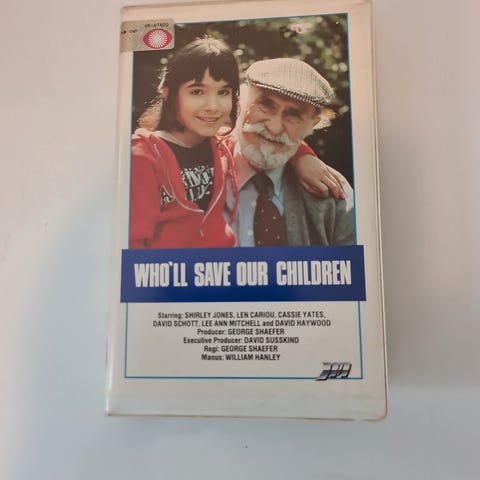 WHO'LL SAVE OUR CHILDREN
Starring: SHIRLEY JONES, LEN CARIOU, CASSIE YATES,
DAVID SCHOTT, LEE ANN MITCHELL and DAVID HAYWOOD
Producer: GEORGE SHAEFER
Executive Producer: DAVID SUSSKIND
Regi: GEORGE SHAEFER
Manus: WILLIAM HANLEY